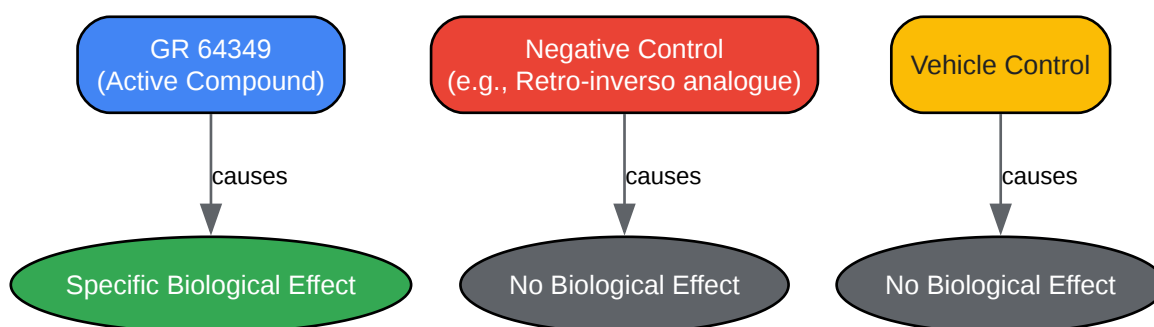 GR 64349
(Active Compound)
Negative Control
(e.g., Retro-inverso analogue)
Vehicle Control
causes
causes
causes
Specific Biological Effect
No Biological Effect
No Biological Effect